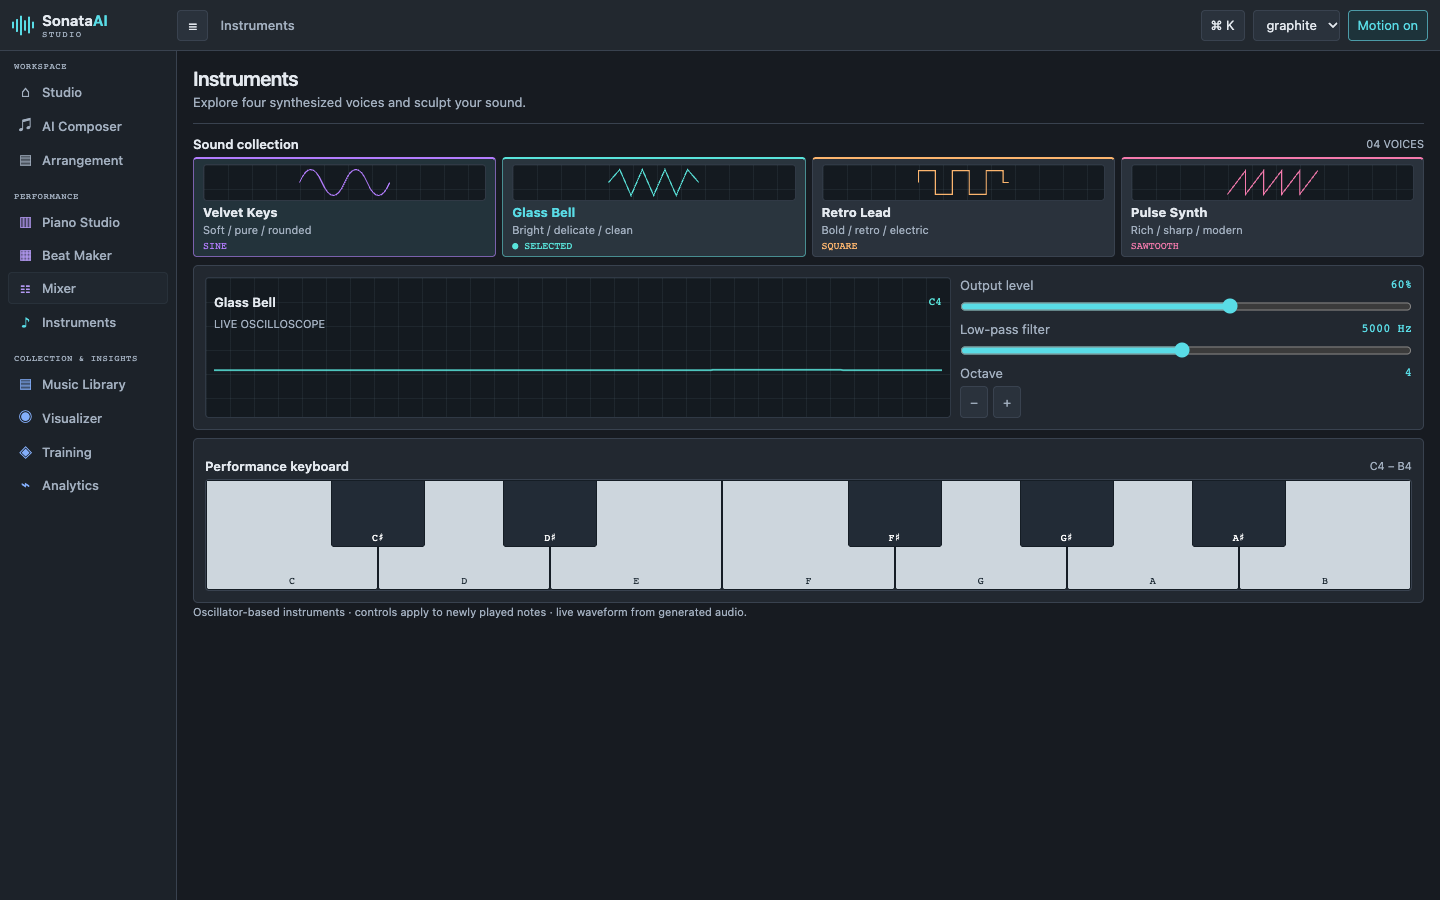 SonataAI
STUDIO
Instruments
⌘ K
graphite
Motion on
WORKSPACE
Studio
AI Composer
Arrangement
PERFORMANCE
Piano Studio
Beat Maker
Mixer
Instruments
COLLECTION & INSIGHTS
Music Library
Visualizer
Training
Analytics
Instruments
Explore four synthesized voices and sculpt your sound.
Sound collection
04 VOICES
Velvet Keys
Soft / pure / rounded
SINE
Glass Bell
Bright / delicate / clean
SELECTED
Retro Lead
Bold / retro / electric
SQUARE
Pulse Synth
Rich / sharp / modern
SAWTOOTH
Glass Bell
C4
LIVE OSCILLOSCOPE
Output level
60%
Low-pass filter
5000 Hz
Octave
4
− +
Performance keyboard
C4 – B4
C♯ D♯ F♯ G♯ A♯
C D E F G A B
Oscillator-based instruments · controls apply to newly played notes · live waveform from generated audio.